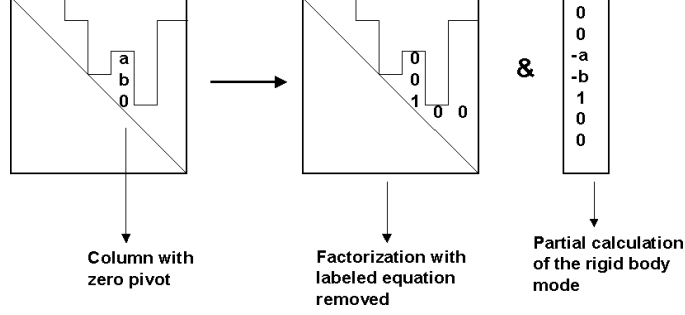 a
b
0
0
0
1
0 0
&
0
0
-a
-b
1
0
0
Column with
zero pivot
Factorization with
labeled equation
removed
Partial calculation
of the rigid body
mode